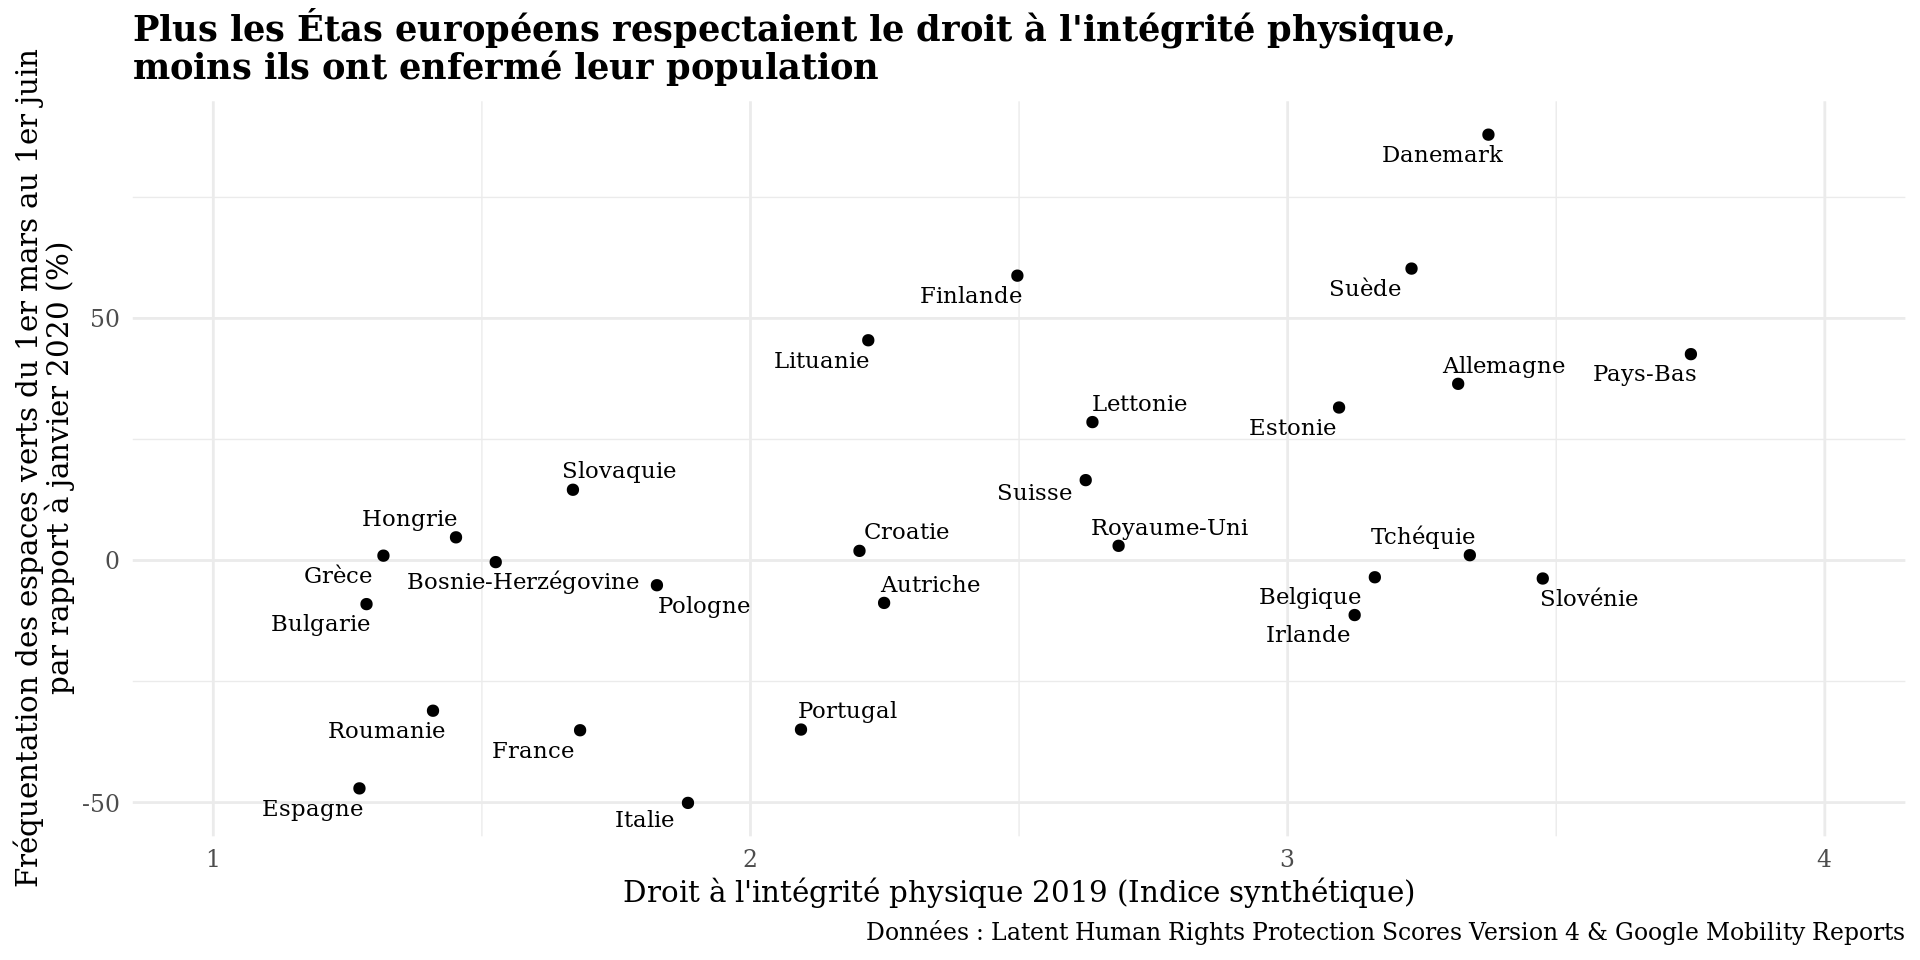 Plus les Étas européens respectaient le droit à l'intégrité physique,
moins ils ont enfermé leur population
Fréquentation des espaces verts du 1er mars au 1er juin
par rapport à janvier 2020 (%)
50
0
-50
Danemark
Suède
Finlande
Lituanie
Allemagne
Pays-Bas
Lettonie
Estonie
Slovaquie
Suisse
Hongrie
Royaume-Uni
Croatie
Tchéquie
Grèce
Bosnie-Herzégovine
Autriche
Belgique
Slovénie
Pologne
Bulgarie
Irlande
Portugal
Roumanie
France
Espagne
Italie
1
2
3
4
Droit à l'intégrité physique 2019 (Indice synthétique)
Données : Latent Human Rights Protection Scores Version 4 & Google Mobility Reports